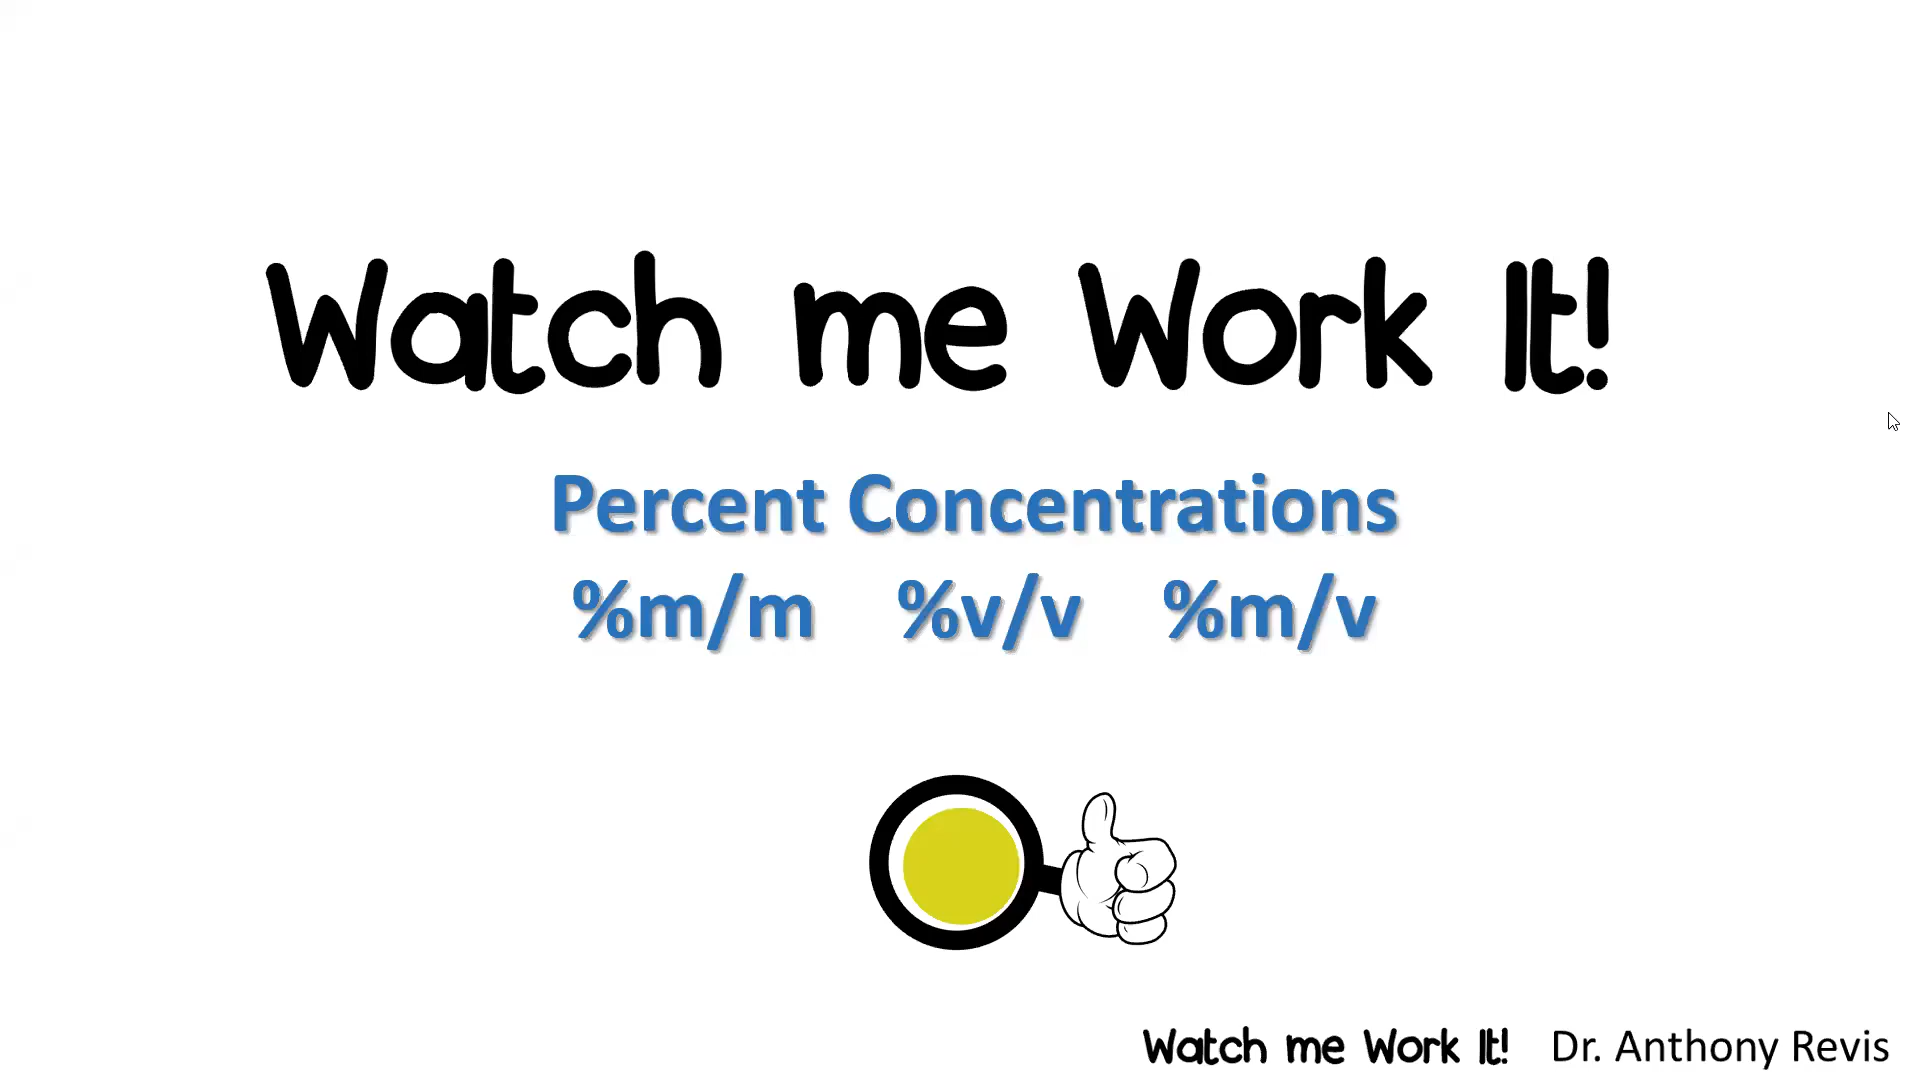 Watch me Work It!
Percent Concentrations
%m/m %v/v %m/v
Watch me Work It! Dr. Anthony Revis